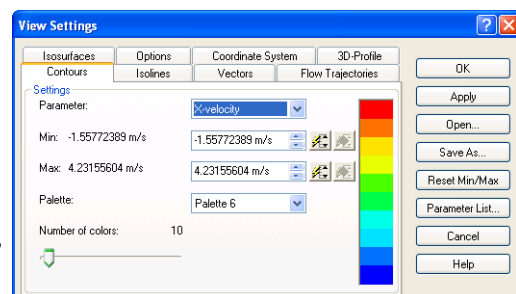 View Settings
Isosurfaces Options Coordinate System 3D-Profile
Contours Isolines Vectors Flow Trajectories
Settings
Parameter: X-velocity
Min: -1.55772389 m/s -1.55772389 m/s
Max: 4.23155604 m/s 4.23155604 m/s
Palette: Palette 6
Number of colors: 10
OK
Apply
Open...
Save As...
Reset Min/Max
Parameter List...
Cancel
Help